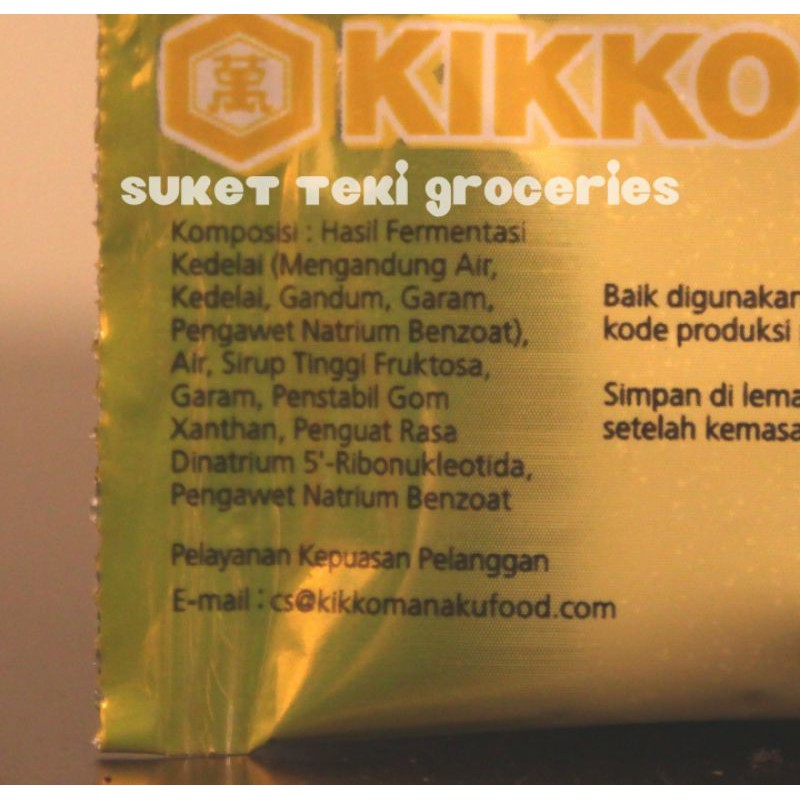 萬
KIKKO
SUKET TEKI GROCERIES
Komposisi : Hasil Fermentasi
Kedelai (Mengandung Air,
Kedelai, Gandum, Garam,
Pengawet Natrium Benzoat),
Air, Sirup Tinggi Fruktosa,
Garam, Penstabil Gom
Xanthan, Penguat Rasa
Dinatrium 5'-Ribonukleotida,
Pengawet Natrium Benzoat
Pelayanan Kepuasan Pelanggan
E-mail : cs@kikkomanakufood.com
Baik digunakan
kode produksi
Simpan di lema
setelah kemasa